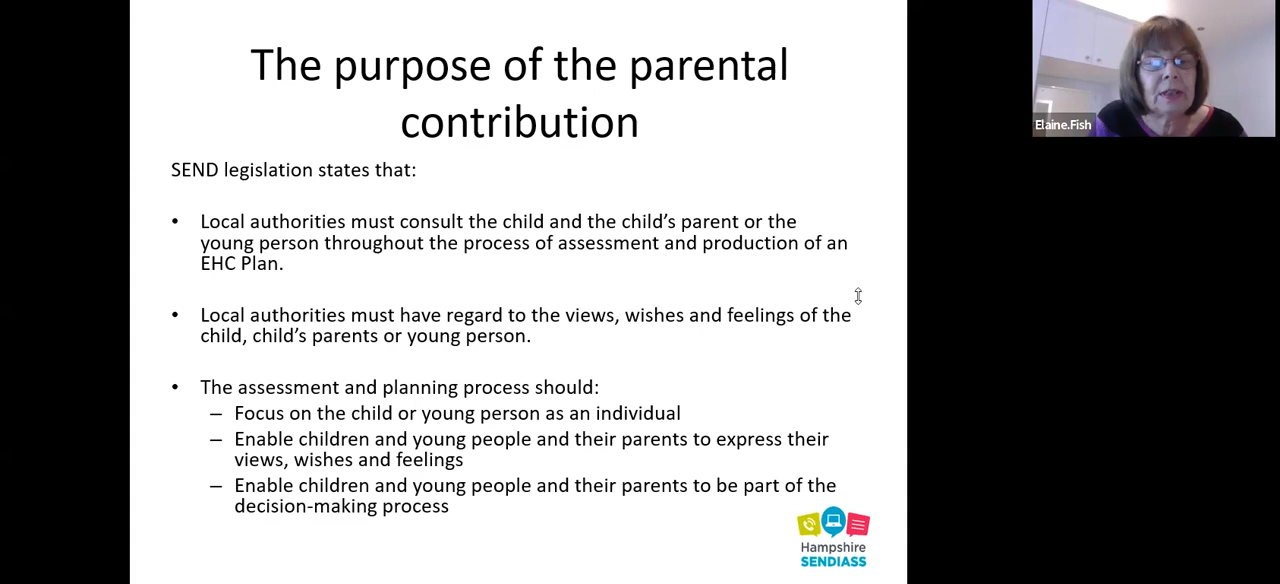 The purpose of the parental
contribution
SEND legislation states that:
• Local authorities must consult the child and the child's parent or the
young person throughout the process of assessment and production of an
EHC Plan.
• Local authorities must have regard to the views, wishes and feelings of the
child, child's parents or young person.
• The assessment and planning process should:
– Focus on the child or young person as an individual
– Enable children and young people and their parents to express their
views, wishes and feelings
– Enable children and young people and their parents to be part of the
decision-making process
Hampshire
SENDIASS
Elaine.Fish